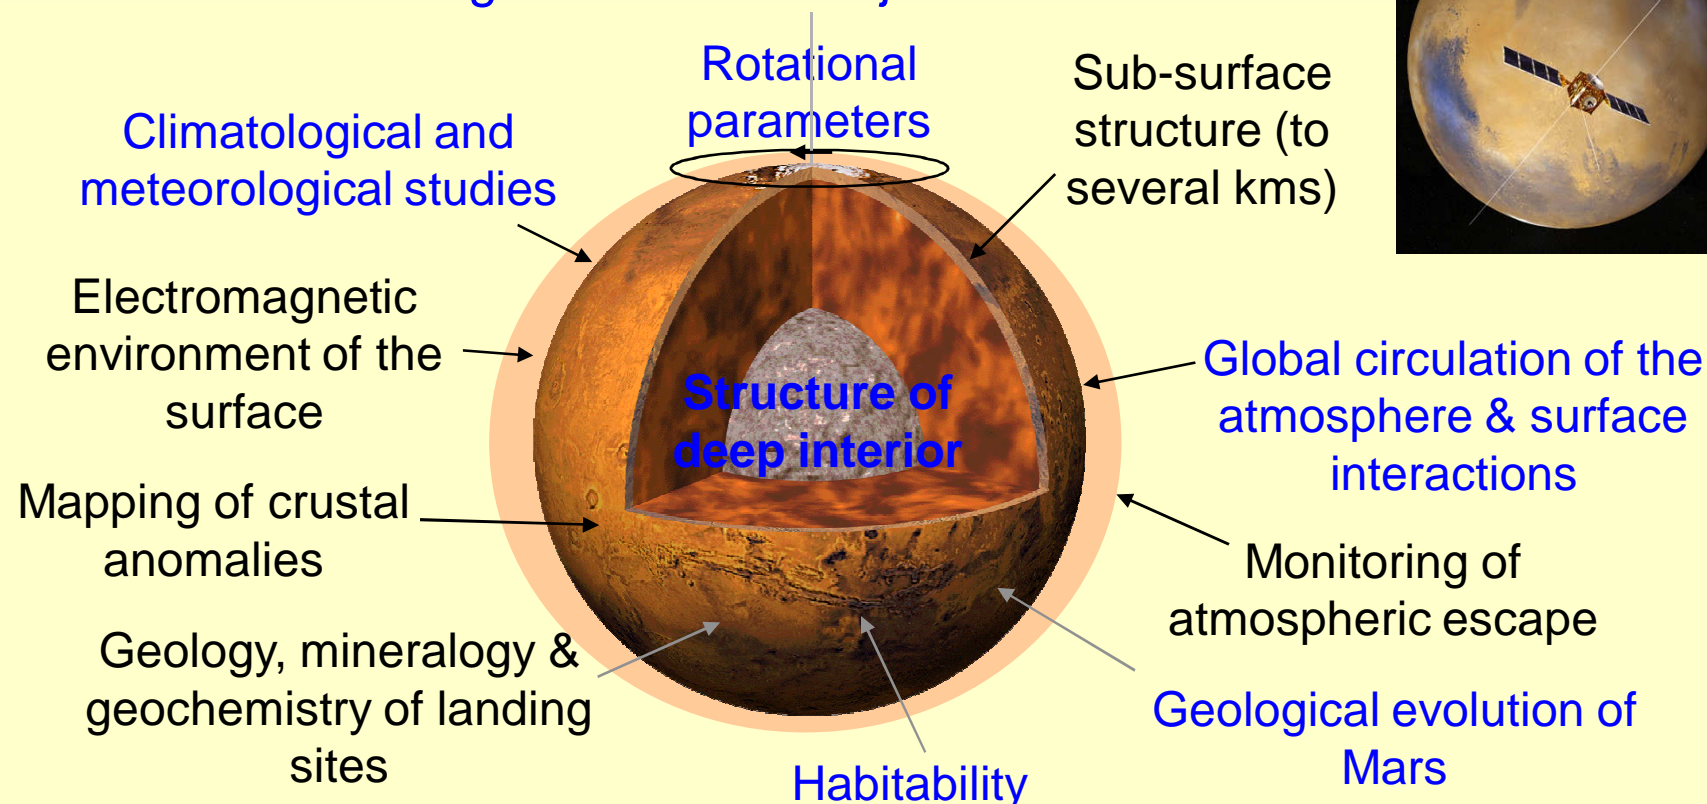 Rotational
parameters
Sub-surface
structure (to
several kms)
Climatological and
meteorological studies
Electromagnetic
environment of the
surface
Structure of
deep interior
Global circulation of the
atmosphere & surface
interactions
Mapping of crustal
anomalies
Monitoring of
atmospheric escape
Geology, mineralogy &
geochemistry of landing
sites
Geological evolution of
Mars
Habitability